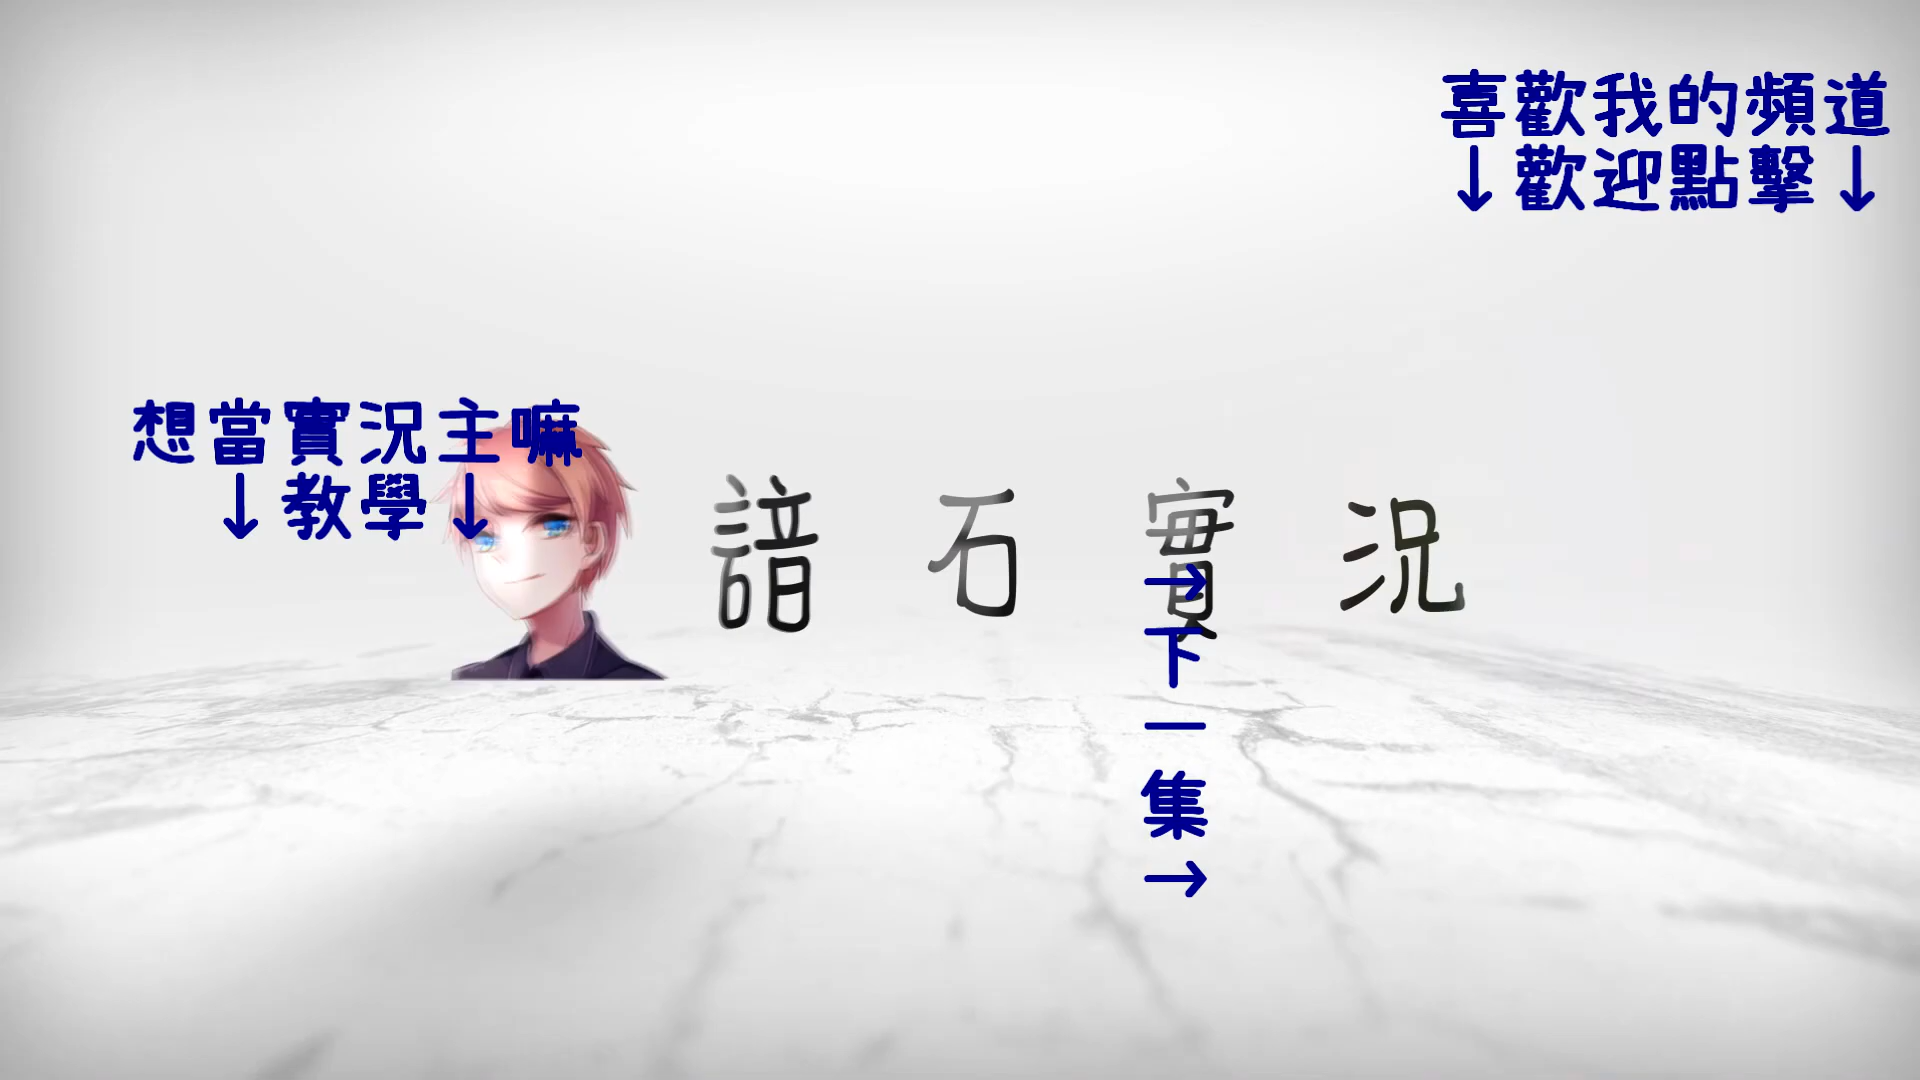 喜歡我的頻道
↓歡迎點擊↓
想當實況主嘛
↓教學↓
諳石實況
→下一集→